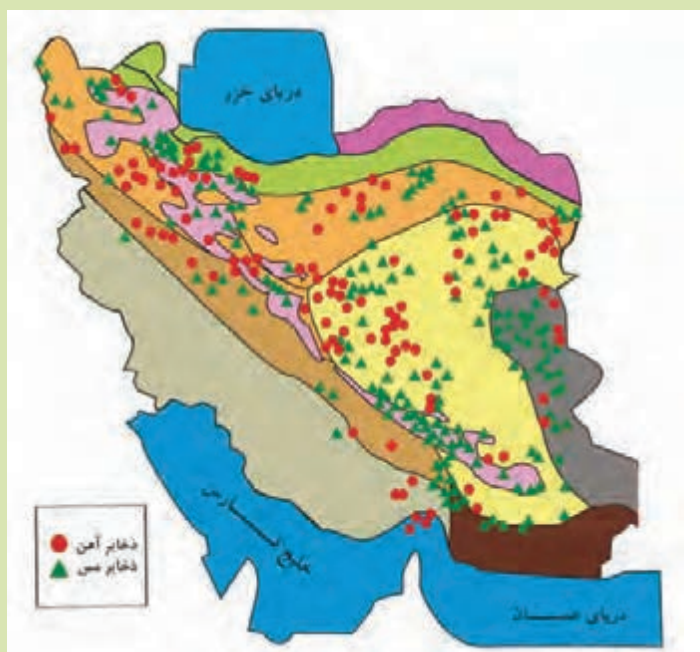 دریای خزر
خلیج فارس
ذخایر آهن
ذخایر مس
دریای عمان